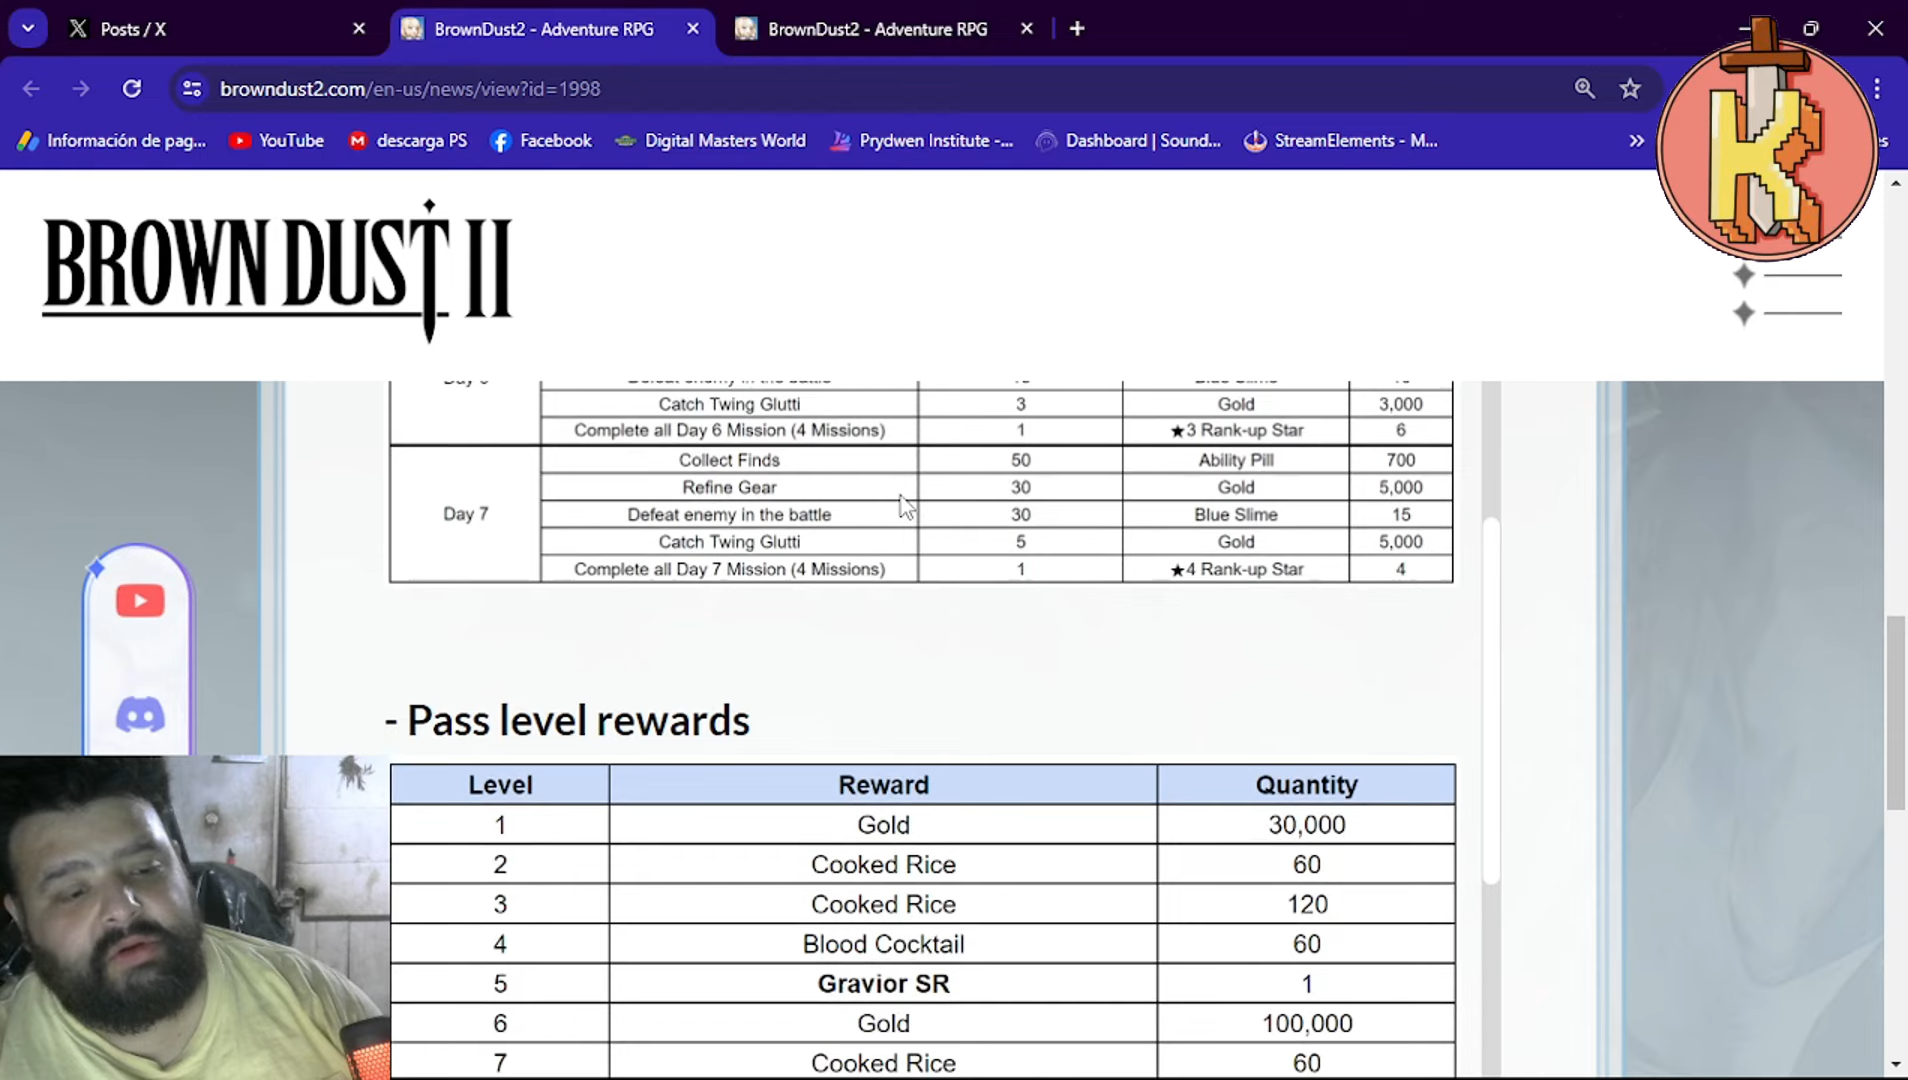 Posts / X
BrownDust2 - Adventure RPG
BrownDust2 - Adventure RPG
browndust2.com/en-us/news/view?id=1998
Información de pag...
YouTube
descarga PS
Facebook
Digital Masters World
Prydwen Institute -...
Dashboard | Sound...
StreamElements - M...
K
BROWN DUST II
Catch Twing Glutti 3 Gold 3,000
Complete all Day 6 Mission (4 Missions) 1 ★3 Rank-up Star 6
Day 7
Collect Finds 50 Ability Pill 700
Refine Gear 30 Gold 5,000
Defeat enemy in the battle 30 Blue Slime 15
Catch Twing Glutti 5 Gold 5,000
Complete all Day 7 Mission (4 Missions) 1 ★4 Rank-up Star 4
- Pass level rewards
Level Reward Quantity
1 Gold 30,000
2 Cooked Rice 60
3 Cooked Rice 120
4 Blood Cocktail 60
5 Gravior SR 1
6 Gold 100,000
7 Cooked Rice 60